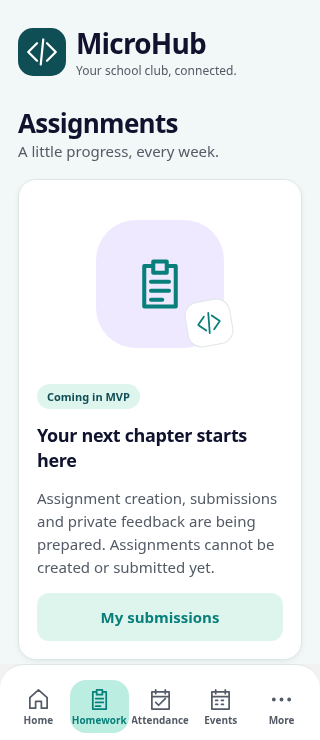 MicroHub
Your school club, connected.
Assignments
A little progress, every week.
Coming in MVP
Your next chapter starts
here
Assignment creation, submissions
and private feedback are being
prepared. Assignments cannot be
created or submitted yet.
My submissions
Home
Homework
Attendance
Events
More